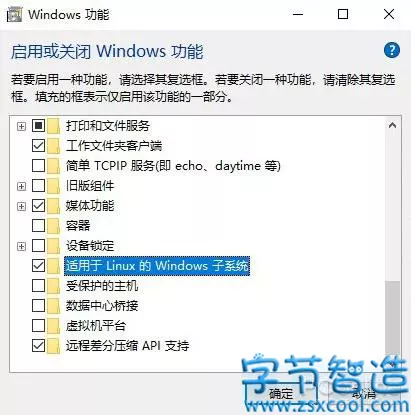 Windows 功能
启用或关闭 Windows 功能
若要启用一种功能，请选择其复选框。若要关闭一种功能，请清除其复选
框。填充的框表示仅启用该功能的一部分。
打印和文件服务
工作文件夹客户端
简单 TCPIP 服务(即 echo、daytime 等)
旧版组件
媒体功能
容器
设备锁定
适用于 Linux 的 Windows 子系统
受保护的主机
数据中心桥接
虚拟机平台
远程差分压缩 API 支持
字节智造
确定
取消
www.zsxcool.com